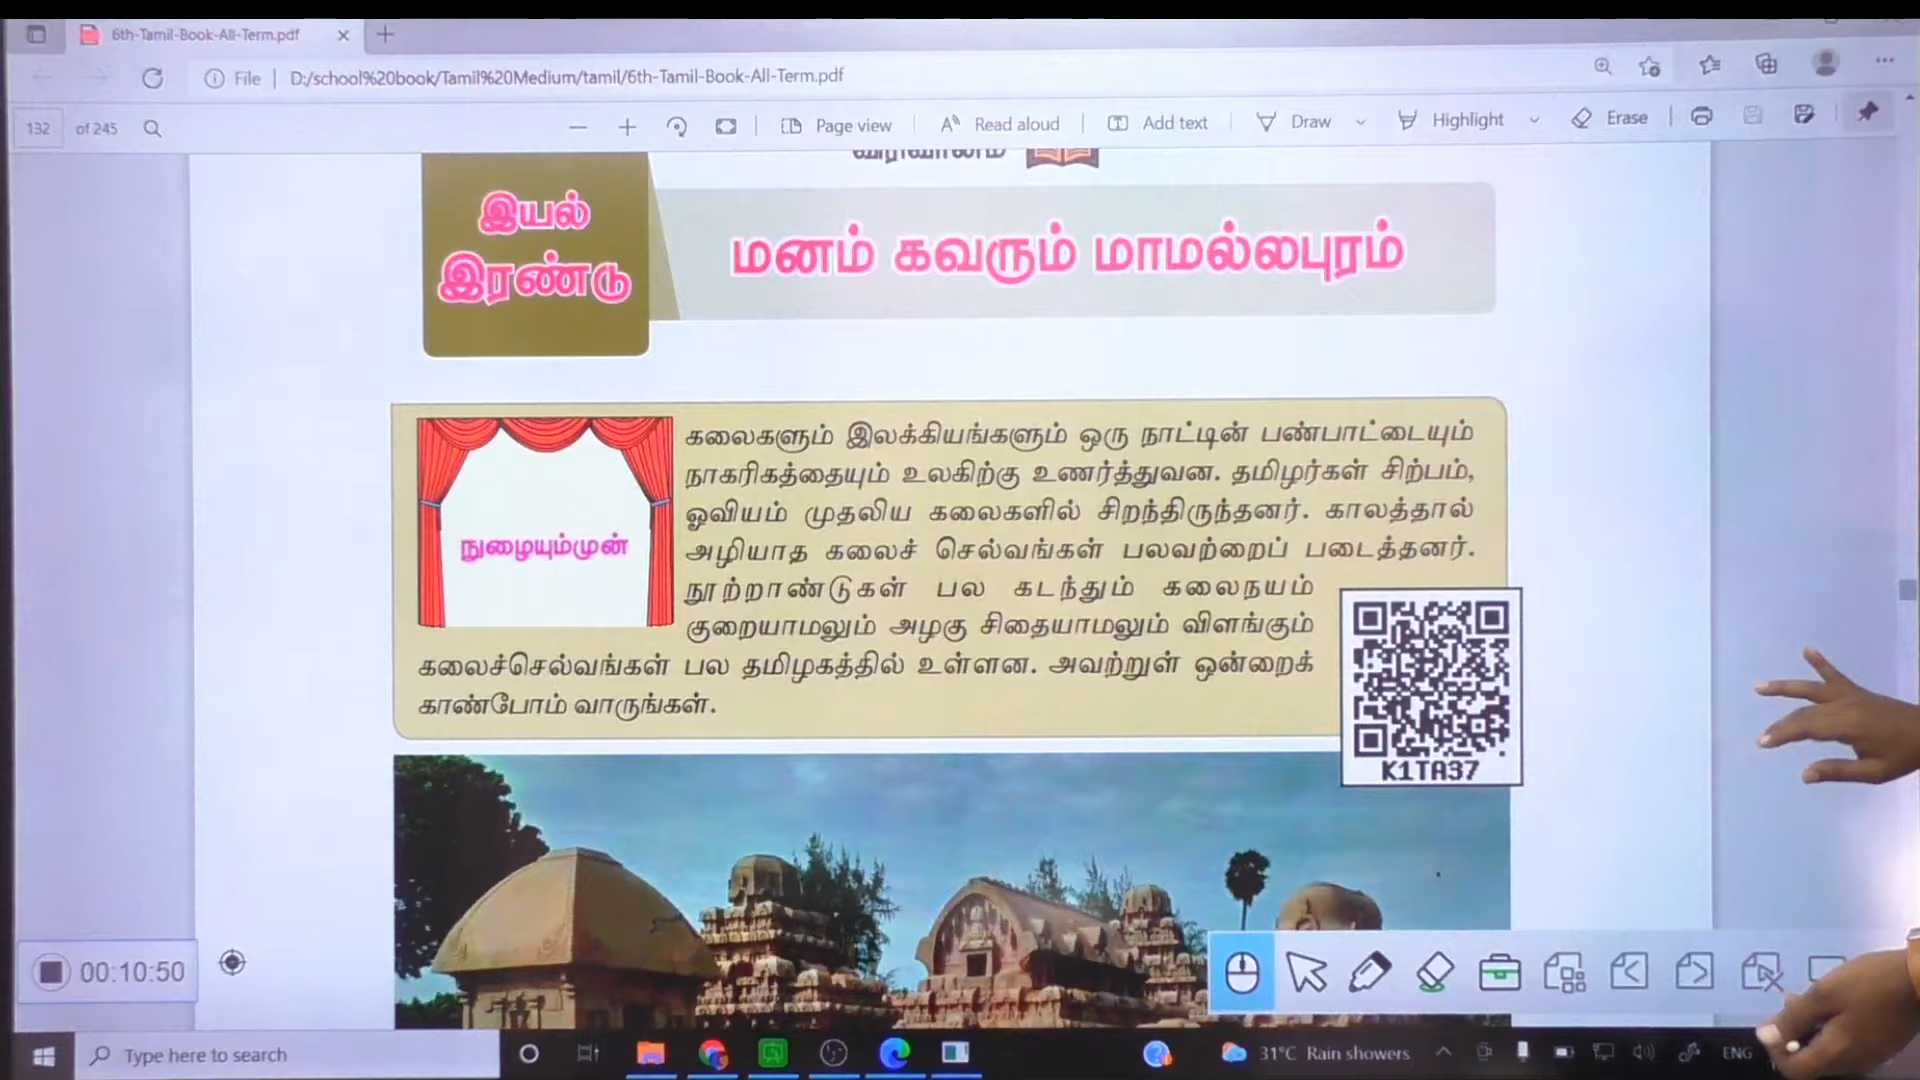 6th-Tamil-Book-All-Term.pdf
File | D:/school%20book/Tamil%20Medium/tamil/6th-Tamil-Book-All-Term.pdf
132 of 245
Page view
Read aloud
Add text
Draw
Highlight
Erase
இயல்
இரண்டு
மனம் கவரும் மாமல்லபுரம்
நுழையும்முன்
கலைகளும் இலக்கியங்களும் ஒரு நாட்டின் பண்பாட்டையும்
நாகரிகத்தையும் உலகிற்கு உணர்த்துவன. தமிழர்கள் சிற்பம்,
ஓவியம் முதலிய கலைகளில் சிறந்திருந்தனர். காலத்தால்
அழியாத கலைச் செல்வங்கள் பலவற்றைப் படைத்தனர்.
நூற்றாண்டுகள் பல கடந்தும் கலைநயம்
குறையாமலும் அழகு சிதையாமலும் விளங்கும்
கலைச்செல்வங்கள் பல தமிழகத்தில் உள்ளன. அவற்றுள் ஒன்றைக்
காண்போம் வாருங்கள்.
K1TA37
00:10:50
Type here to search
31°C Rain showers
ENG